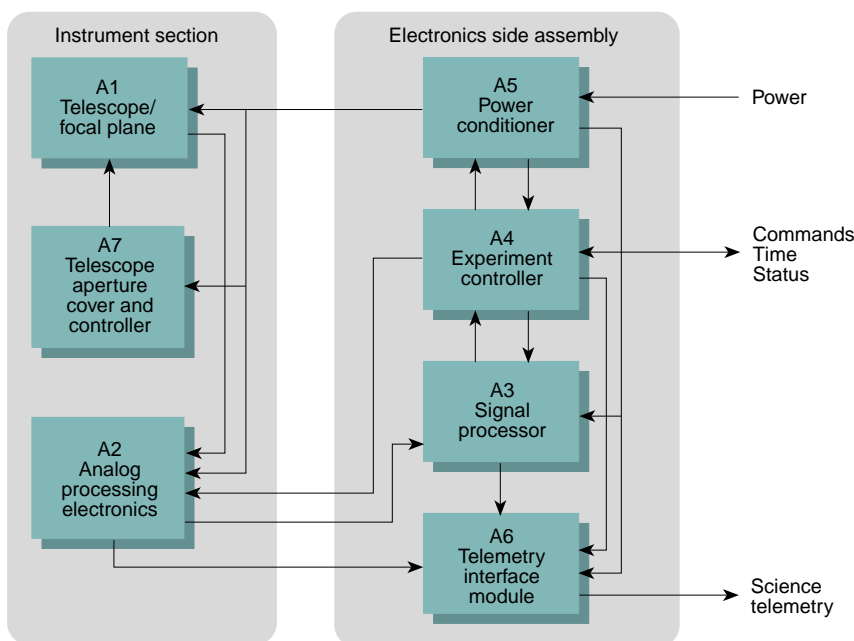 Instrument section
A1
Telescope/
focal plane
A7
Telescope
aperture
cover and
controller
A2
Analog
processing
electronics
Electronics side assembly
A5
Power
conditioner
A4
Experiment
controller
A3
Signal
processor
A6
Telemetry
interface
module
Power
Commands
Time
Status
Science
telemetry